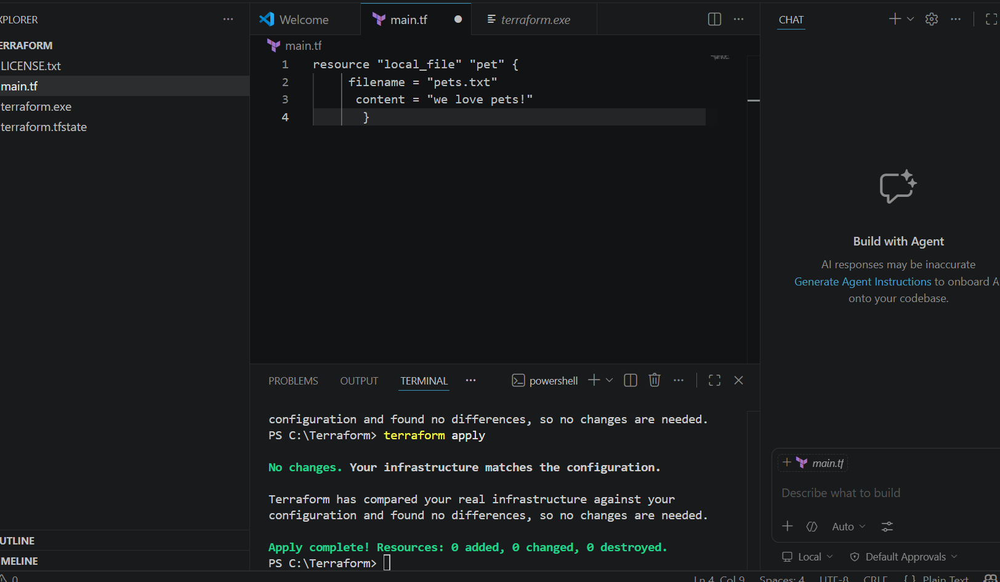 XPLORER
ERRAFORM
LICENSE.txt
main.tf
terraform.exe
terraform.tfstate
UTLINE
IMELINE
0
Welcome
main.tf
terraform.exe
main.tf
1 resource "local_file" "pet" {
2 filename = "pets.txt"
3 content = "we love pets!"
4 }
PROBLEMS OUTPUT TERMINAL powershell
configuration and found no differences, so no changes are needed.
PS C:\Terraform> terraform apply
No changes. Your infrastructure matches the configuration.
Terraform has compared your real infrastructure against your
configuration and found no differences, so no changes are needed.
Apply complete! Resources: 0 added, 0 changed, 0 destroyed.
PS C:\Terraform>
CHAT
Build with Agent
AI responses may be inaccurate
Generate Agent Instructions to onboard A
onto your codebase.
main.tf
Describe what to build
Auto
Local Default Approvals
Ln 4, Col 9 Spaces: 4 UTF-8 CRLF { } Plain Text